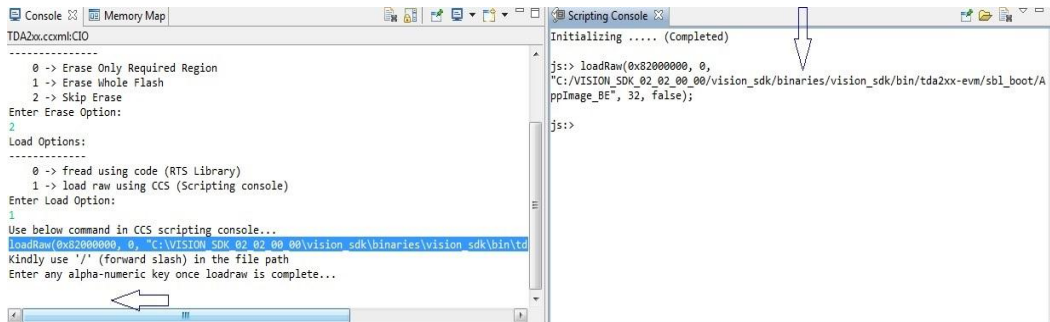 Console
Memory Map
TDA2xx.ccxml:CIO
---------------
0 -> Erase Only Required Region
1 -> Erase Whole Flash
2 -> Skip Erase
Enter Erase Option:
2
Load Options:
-------------
0 -> fread using code (RTS Library)
1 -> load raw using CCS (Scripting console)
Enter Load Option:
1
Use below command in CCS scripting console...
loadRaw(0x82000000, 0, "C:\VISION_SDK_02_02_00_00\vision_sdk\binaries\vision_sdk\bin\td
Kindly use '/' (forward slash) in the file path
Enter any alpha-numeric key once loadraw is complete...
Scripting Console
Initializing ..... (Completed)
js:> loadRaw(0x82000000, 0,
"C:/VISION_SDK_02_02_00_00/vision_sdk/binaries/vision_sdk/bin/tda2xx-evm/sbl_boot/A
ppImage_BE", 32, false);
js:>